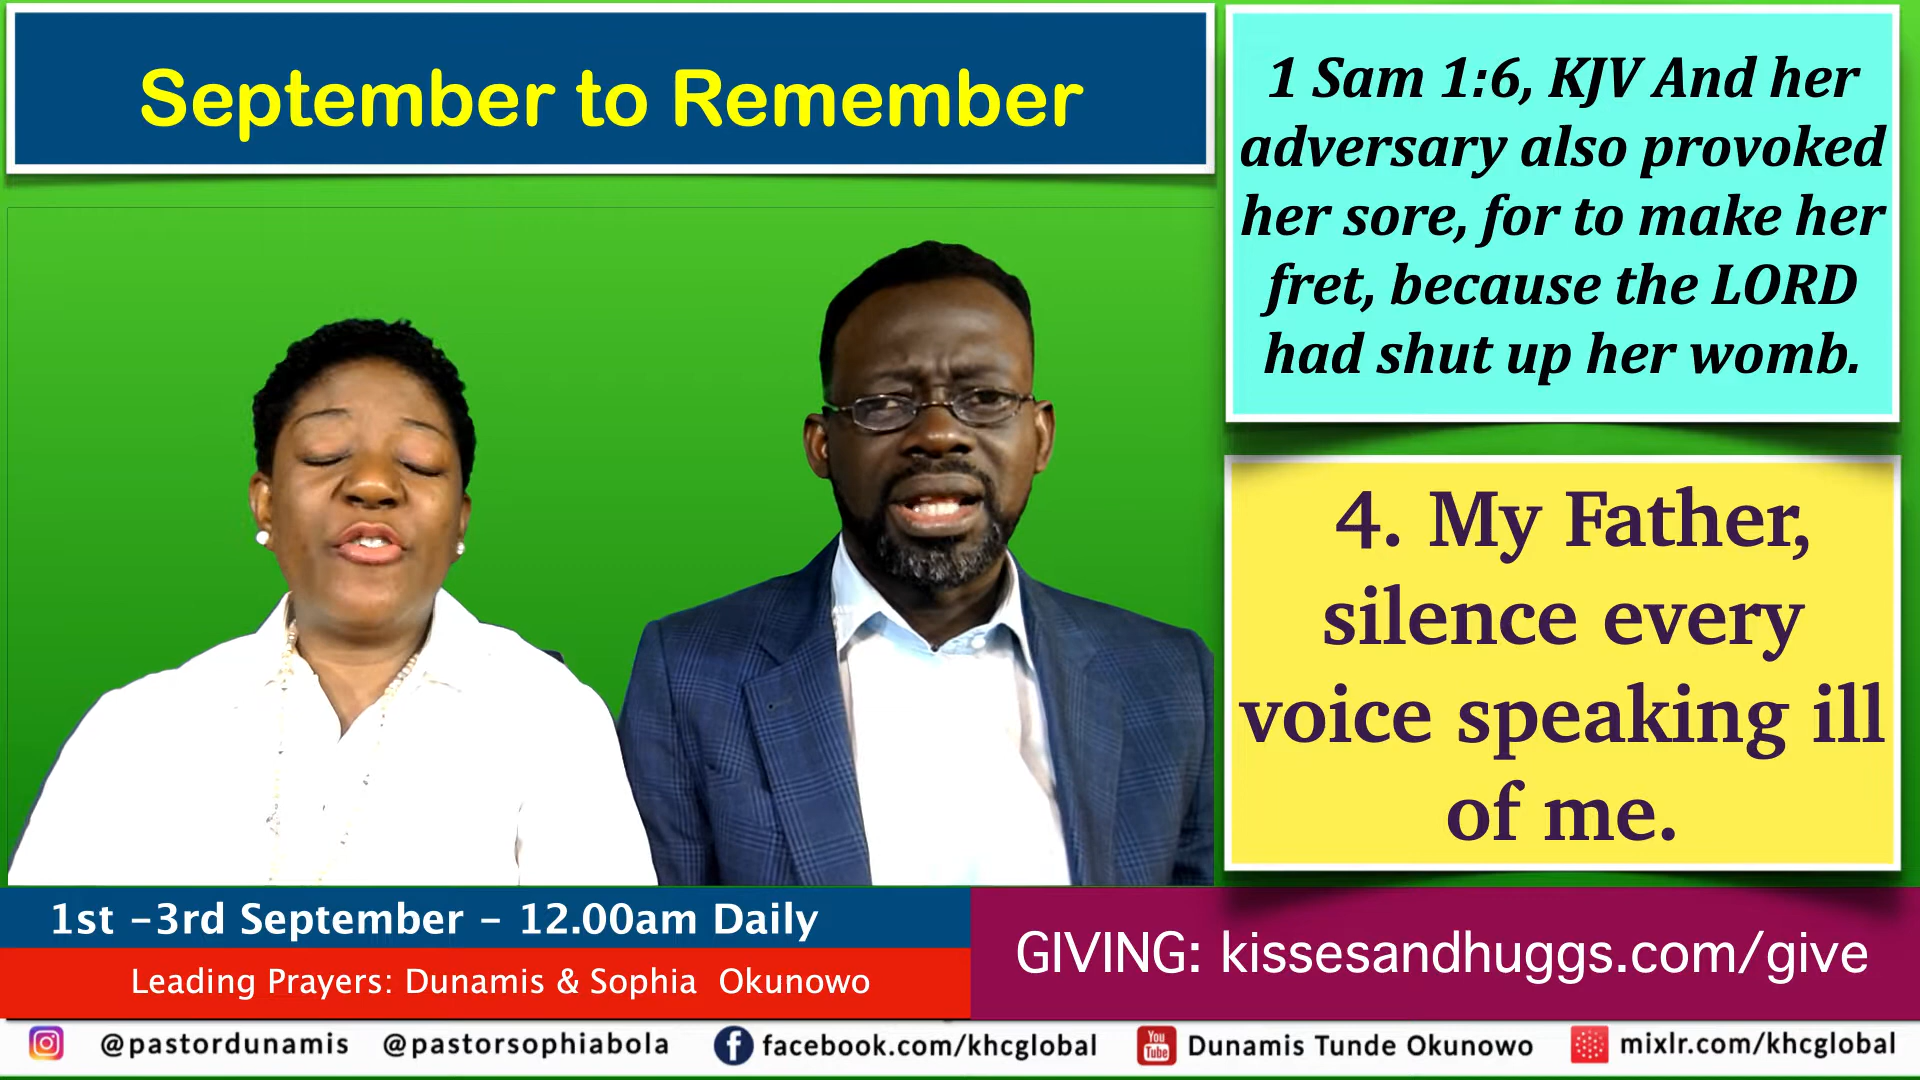 September to Remember
1 Sam 1:6, KJV And her
adversary also provoked
her sore, for to make her
fret, because the LORD
had shut up her womb.
4. My Father,
silence every
voice speaking ill
of me.
1st -3rd September - 12.00am Daily
Leading Prayers: Dunamis & Sophia Okunowo
GIVING: kissesandhuggs.com/give
@pastordunamis @pastorsophiabola facebook.com/khcglobal You Tube Dunamis Tunde Okunowo mixlr.com/khcglobal